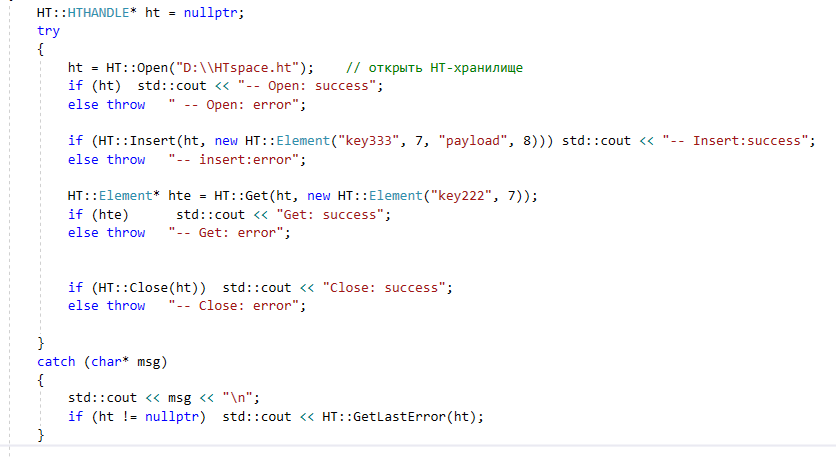 HT::HTHANDLE* ht = nullptr;
try
{
ht = HT::Open("D:\\HTspace.ht");    // открыть HT-хранилище
if (ht)  std::cout << "-- Open: success";
else throw   " -- Open: error";
if (HT::Insert(ht, new HT::Element("key333", 7, "payload", 8))) std::cout << "-- Insert:success";
else throw   "-- insert:error";
HT::Element* hte = HT::Get(ht, new HT::Element("key222", 7));
if (hte)      std::cout << "Get: success";
else throw   "-- Get: error";
if (HT::Close(ht))  std::cout << "Close: success";
else throw   "-- Close: error";
}
catch (char* msg)
{
std::cout << msg << "\n";
if (ht != nullptr)  std::cout << HT::GetLastError(ht);
}